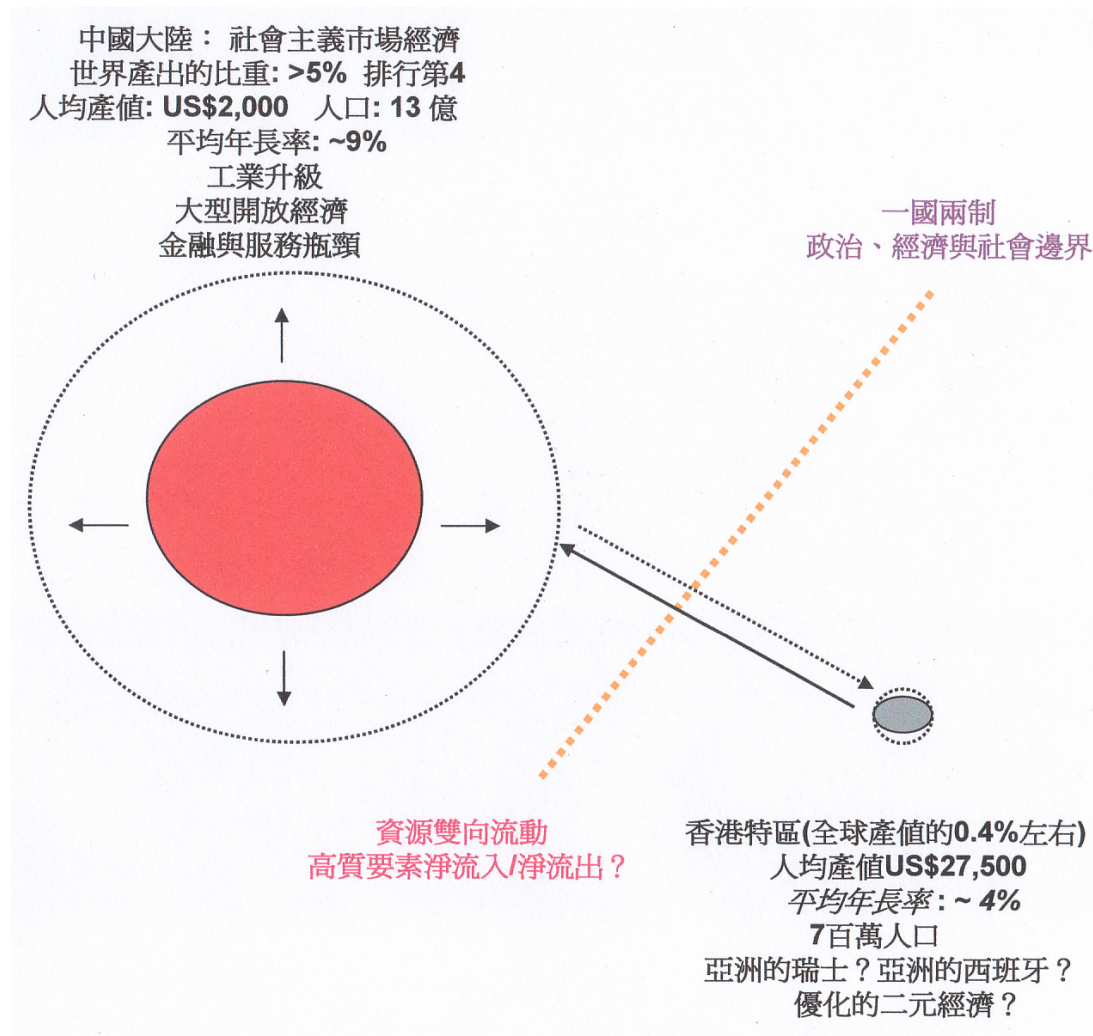 中國大陸： 社會主義市場經濟
世界產出的比重: >5% 排行第4
人均產值: US$2,000 人口: 13 億
平均年長率: ~9%
工業升級
大型開放經濟
金融與服務瓶頸
一國兩制
政治、經濟與社會邊界
資源雙向流動
高質要素淨流入/淨流出？
香港特區(全球產值的0.4%左右)
人均產值US$27,500
平均年長率 : ~ 4%
7百萬人口
亞洲的瑞士？亞洲的西班牙？
優化的二元經濟？